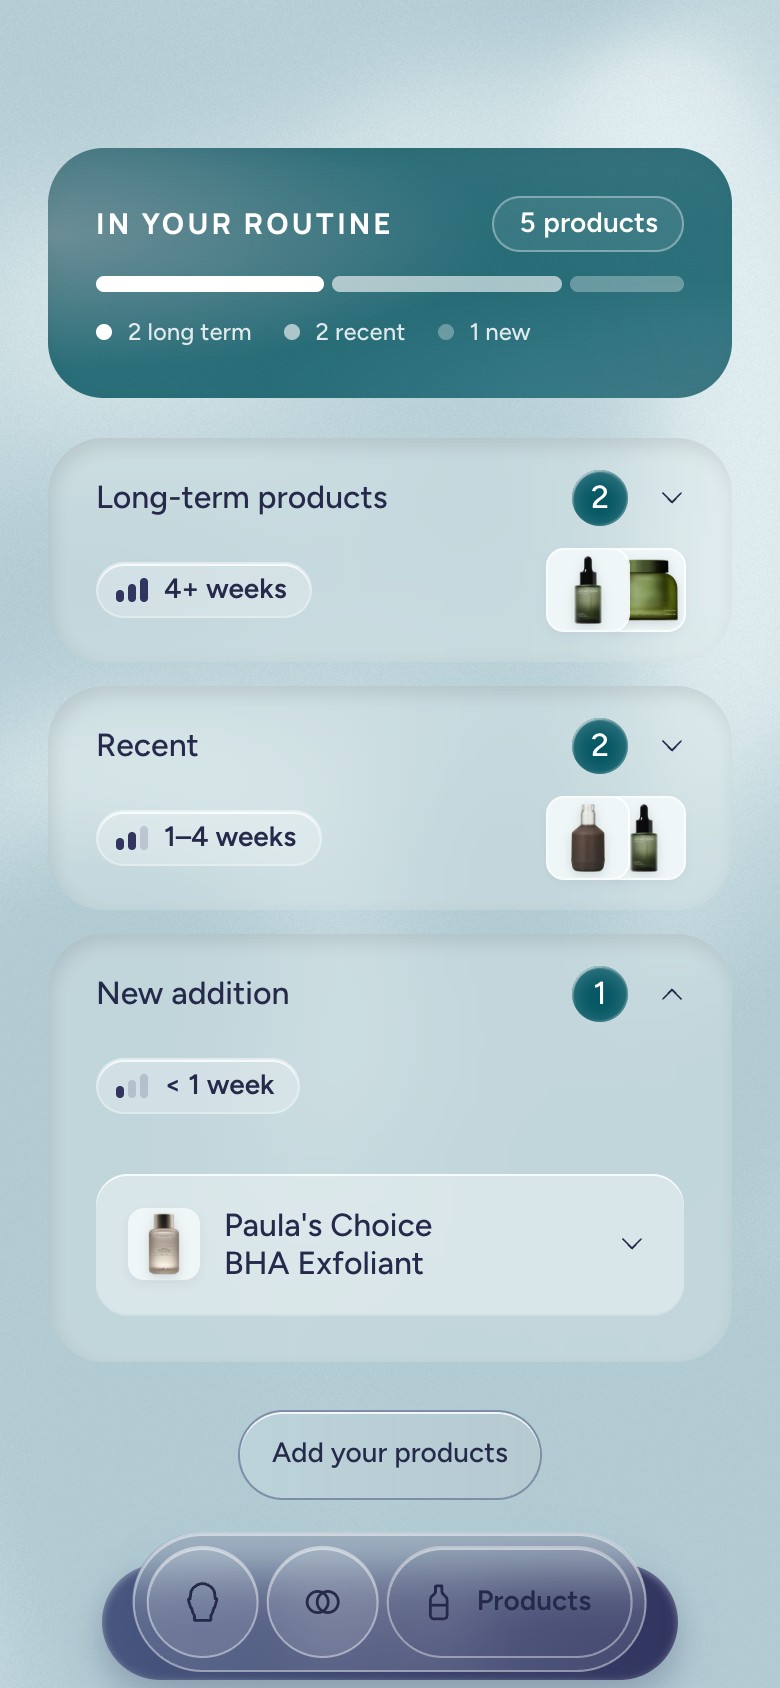 IN YOUR ROUTINE
5 products
2 long term
2 recent
1 new
Long-term products
2
4+ weeks
Recent
2
1–4 weeks
New addition
1
< 1 week
Paula's Choice
BHA Exfoliant
Add your products
Products